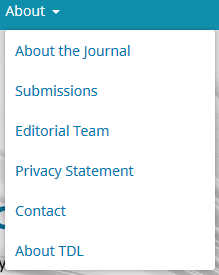 About
About the Journal
Submissions
Editorial Team
Privacy Statement
Contact
About TDL